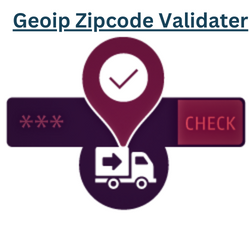 Geoip Zipcode Validater
*** CHECK